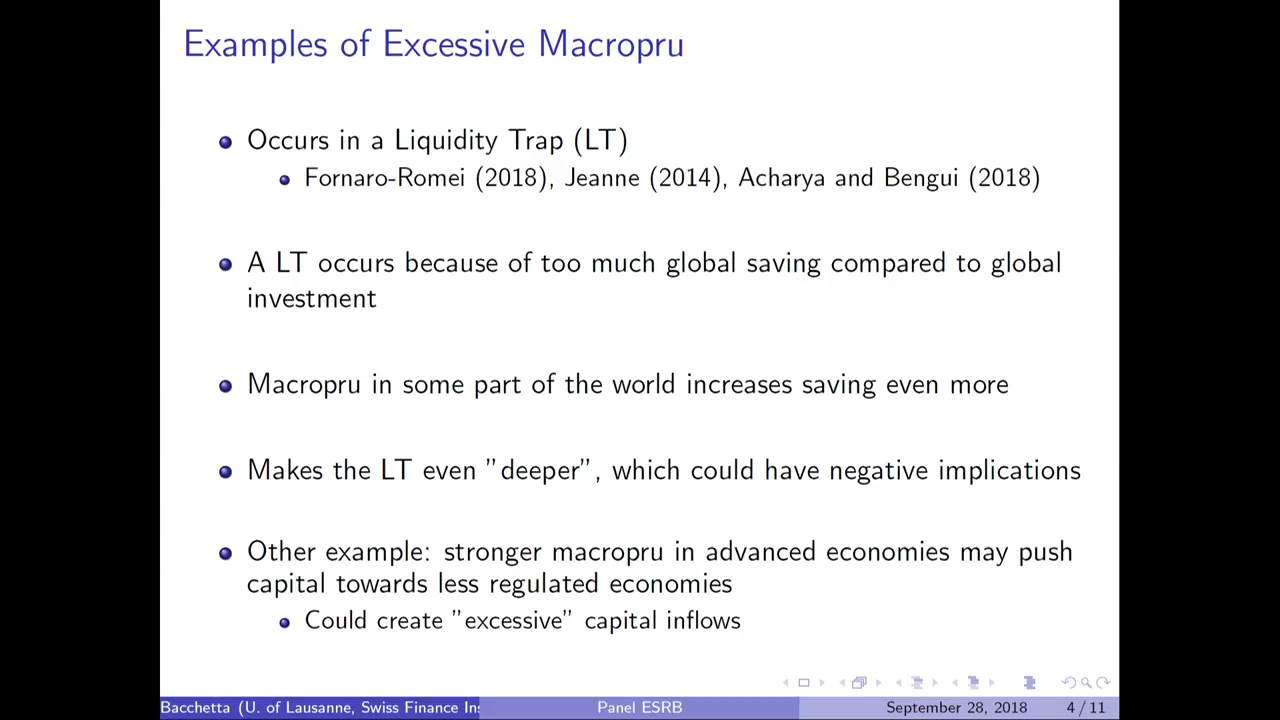 Examples of Excessive Macropru
Occurs in a Liquidity Trap (LT)
Fornaro-Romei (2018), Jeanne (2014), Acharya and Bengui (2018)
A LT occurs because of too much global saving compared to global
investment
Macropru in some part of the world increases saving even more
Makes the LT even ”deeper”, which could have negative implications
Other example: stronger macropru in advanced economies may push
capital towards less regulated economies
Could create ”excessive” capital inflows
Bacchetta (U. of Lausanne, Swiss Finance Ins Panel ESRB September 28, 2018 4 / 11